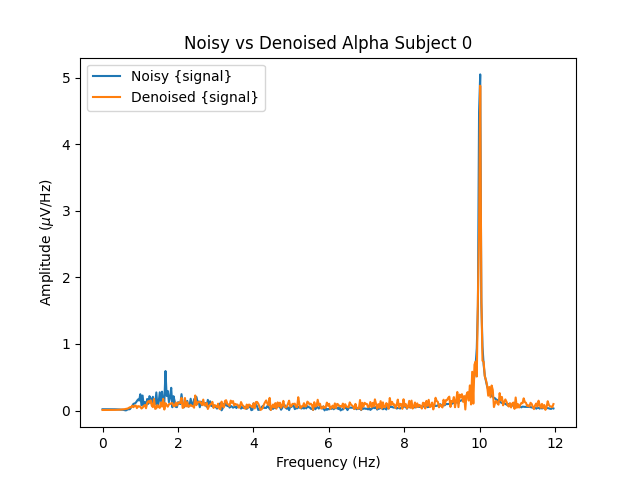 Noisy vs Denoised Alpha Subject 0
Noisy {signal}
Denoised {signal}
Amplitude (μV/Hz)
5
4
3
2
1
0
0 2 4 6 8 10 12
Frequency (Hz)